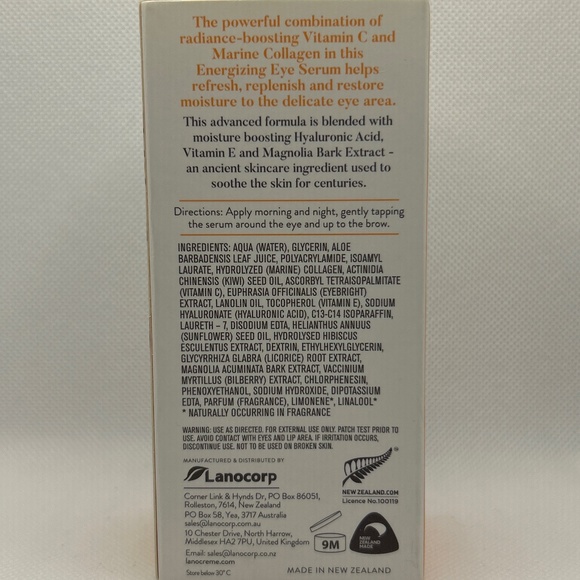 The powerful combination of
radiance-boosting Vitamin C and
Marine Collagen in this
Energizing Eye Serum helps
refresh, replenish and restore
moisture to the delicate eye area.
This advanced formula is blended with
moisture boosting Hyaluronic Acid,
Vitamin E and Magnolia Bark Extract -
an ancient skincare ingredient used to
soothe the skin for centuries.
Directions: Apply morning and night, gently tapping
the serum around the eye and up to the brow.
INGREDIENTS: AQUA (WATER), GLYCERIN, ALOE
BARBADENSIS LEAF JUICE, POLYACRYLAMIDE, ISOAMYL
LAURATE, HYDROLYZED (MARINE) COLLAGEN, ACTINIDIA
CHINENSIS (KIWI) SEED OIL, ASCORBYL TETRAISOPALMITATE
(VITAMIN C), EUPHRASIA OFFICINALIS (EYEBRIGHT)
EXTRACT, LANOLIN OIL, TOCOPHEROL (VITAMIN E), SODIUM
HYALURONATE (HYALURONIC ACID), C13-C14 ISOPARAFFIN,
LAURETH – 7, DISODIUM EDTA, HELIANTHUS ANNUUS
(SUNFLOWER) SEED OIL, HYDROLYSED HIBISCUS
ESCULENTUS EXTRACT, DEXTRIN, ETHYLHEXYLGLYCERIN,
GLYCYRRHIZA GLABRA (LICORICE) ROOT EXTRACT,
MAGNOLIA ACUMINATA BARK EXTRACT, VACCINIUM
MYRTILLUS (BILBERRY) EXTRACT, CHLORPHENESIN,
PHENOXYETHANOL, SODIUM HYDROXIDE, DIPOTASSIUM
EDTA, PARFUM (FRAGRANCE), LIMONENE*, LINALOOL*
* NATURALLY OCCURRING IN FRAGRANCE
WARNING: USE AS DIRECTED. FOR EXTERNAL USE ONLY. PATCH TEST PRIOR TO
USE. AVOID CONTACT WITH EYES AND LIP AREA. IF IRRITATION OCCURS,
DISCONTINUE USE. NOT TO BE USED ON BROKEN SKIN.
MANUFACTURED & DISTRIBUTED BY
Lanocorp
Corner Link & Hynds Dr, PO Box 86051,
Rolleston, 7614, New Zealand
PO Box 58, Yea, 3717 Australia
sales@lanocorp.com.au
10 Chester Drive, North Harrow,
Middlesex HA2 7PU, United Kingdom
Email: sales@lanocorp.co.nz
lanocreme.com
Store below 30° C
NEW ZEALAND.COM
Licence No.100119
9M
NEW
ZEALAND
MADE
MADE IN NEW ZEALAND